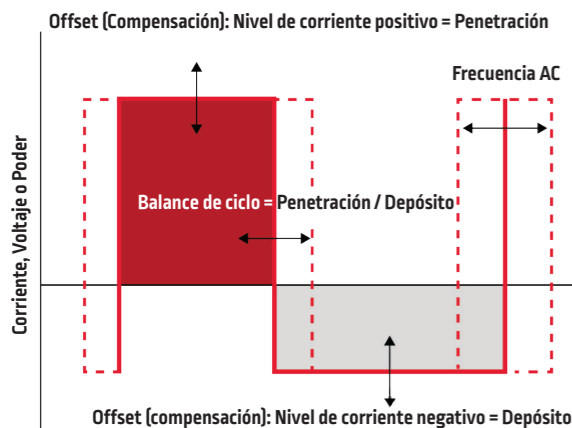 Offset (Compensación): Nivel de corriente positivo = Penetración
Frecuencia AC
Corriente, Voltaje o Poder
Balance de ciclo = Penetración / Depósito
Offset (compensación): Nivel de corriente negativo = Depósito